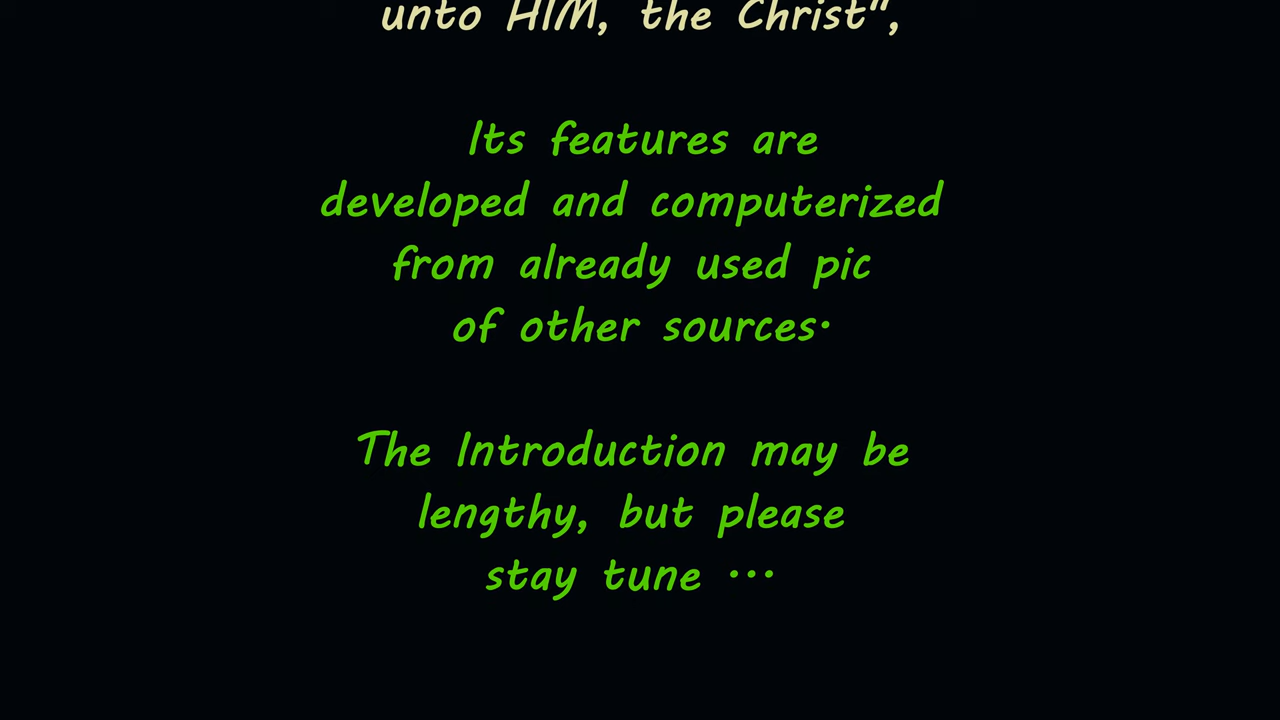 unto HIM, the Christ",
Its features are
developed and computerized
from already used pic
of other sources.
The Introduction may be
lengthy, but please
stay tune ...